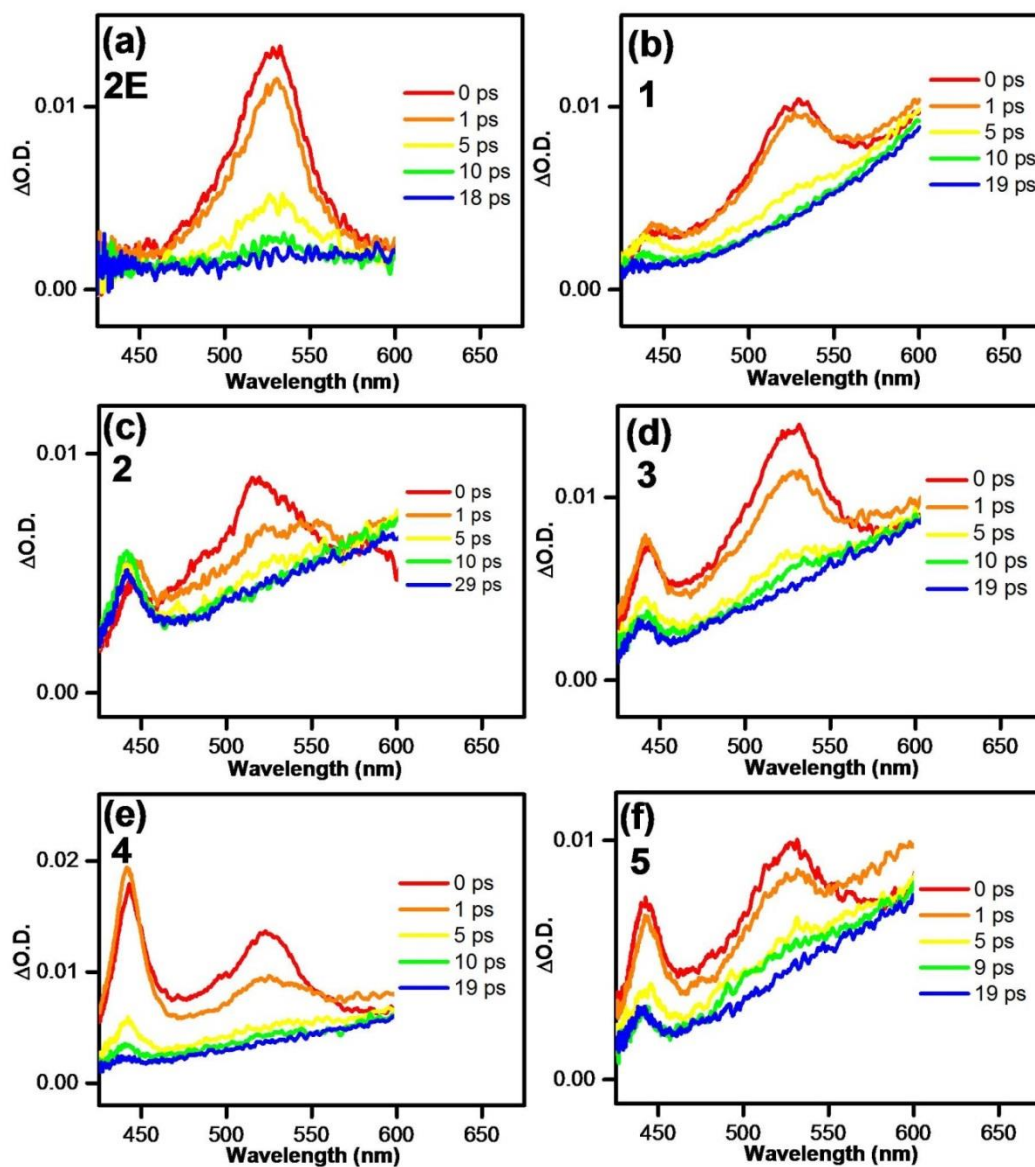 (a)
2E
0 ps
1 ps
5 ps
10 ps
18 ps
ΔO.D.
0.01
0.00
450 500 550 600 650
Wavelength (nm)
(b)
1
0 ps
1 ps
5 ps
10 ps
19 ps
ΔO.D.
0.01
0.00
450 500 550 600 650
Wavelength (nm)
(c)
2
0 ps
1 ps
5 ps
10 ps
29 ps
ΔO.D.
0.01
0.00
450 500 550 600 650
Wavelength (nm)
(d)
3
0 ps
1 ps
5 ps
10 ps
19 ps
ΔO.D.
0.01
0.00
450 500 550 600 650
Wavelength (nm)
(e)
4
0 ps
1 ps
5 ps
10 ps
19 ps
ΔO.D.
0.02
0.01
0.00
450 500 550 600 650
Wavelength (nm)
(f)
5
0 ps
1 ps
5 ps
9 ps
19 ps
ΔO.D.
0.01
0.00
450 500 550 600 650
Wavelength (nm)